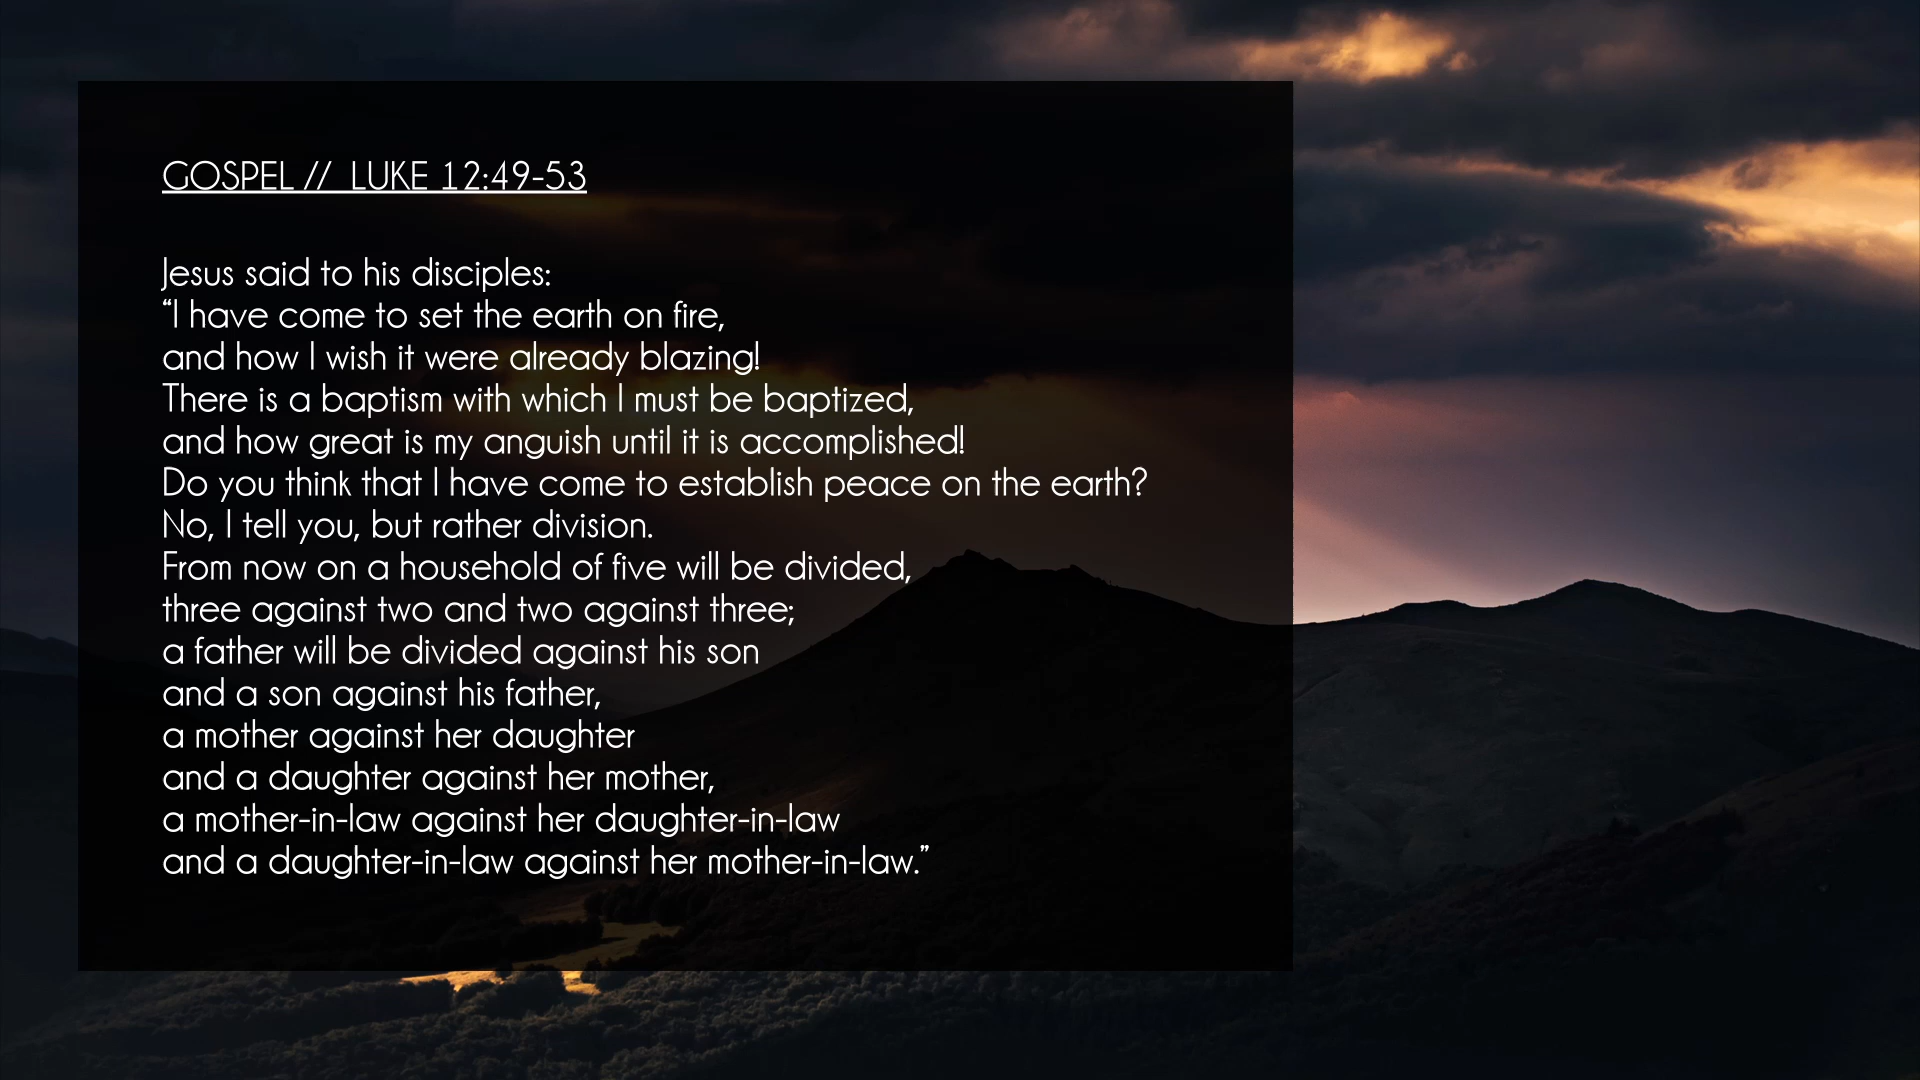 GOSPEL // LUKE 12:49-53
Jesus said to his disciples:
“I have come to set the earth on fire,
and how I wish it were already blazing!
There is a baptism with which I must be baptized,
and how great is my anguish until it is accomplished!
Do you think that I have come to establish peace on the earth?
No, I tell you, but rather division.
From now on a household of five will be divided,
three against two and two against three;
a father will be divided against his son
and a son against his father,
a mother against her daughter
and a daughter against her mother,
a mother-in-law against her daughter-in-law
and a daughter-in-law against her mother-in-law.”